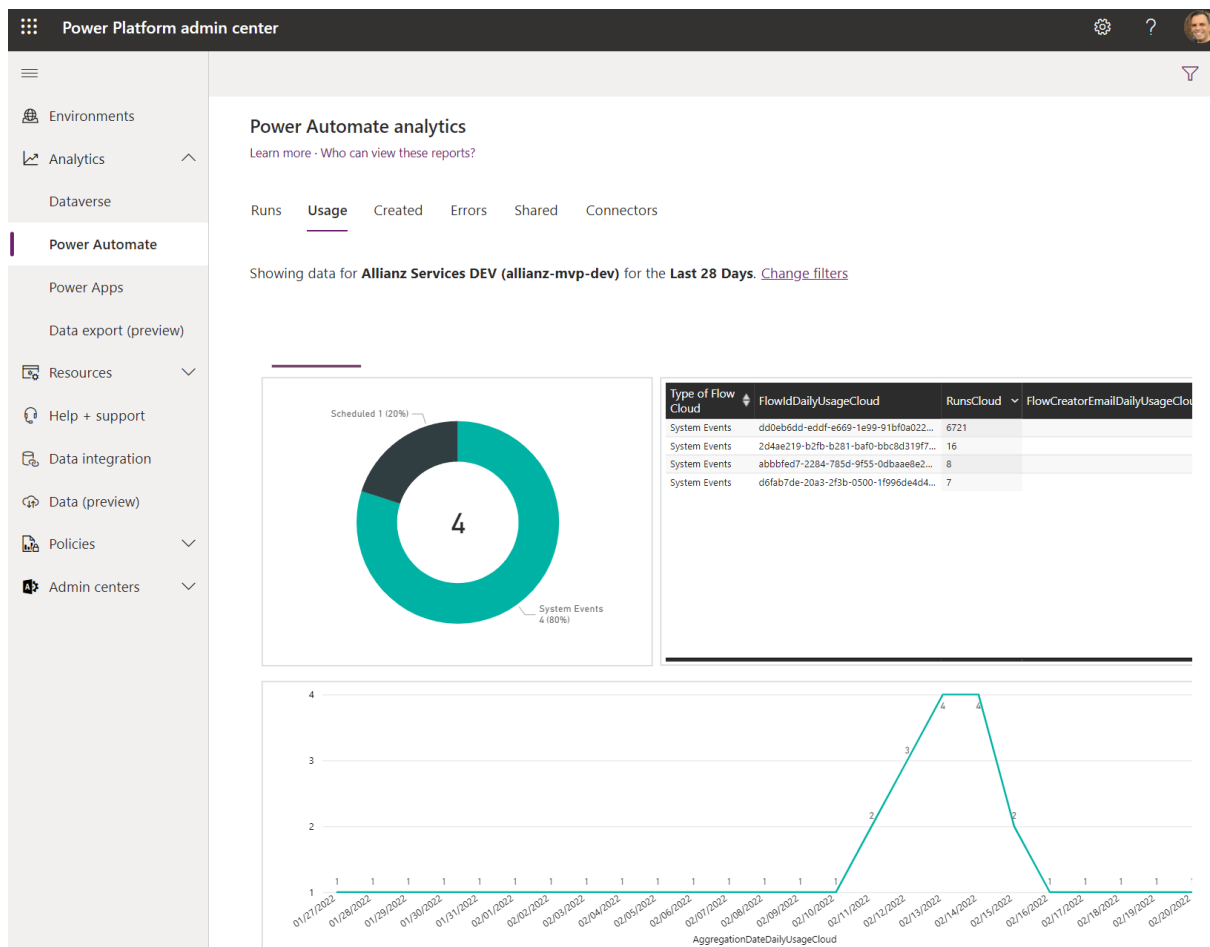 Power Platform admin center
Environments
Analytics
Dataverse
Power Automate
Power Apps
Data export (preview)
Resources
Help + support
Data integration
Data (preview)
Policies
Admin centers
Power Automate analytics
Learn more · Who can view these reports?
Runs Usage Created Errors Shared Connectors
Showing data for Allianz Services DEV (allianz-mvp-dev) for the Last 28 Days. Change filters
Scheduled 1 (20%)
4
System Events
4 (80%)
Type of Flow
Cloud
FlowIdDailyUsageCloud RunsCloud FlowCreatorEmailDailyUsageClou
System Events dd0eb6dd-eddf-e669-1e99-91bf0a022... 6721
System Events 2d4ae219-b2fb-b281-baf0-bbc8d319f7... 16
System Events abbbfed7-2284-785d-9f55-0dbaae8e2... 8
System Events d6fab7de-20a3-2f3b-0500-1f996de4d4... 7
4
3
2
1
1 1 1 1 1 1 1 1 1 1 1 1 1 1 1 2 3 4 4 2 1 1 1 1
01/27/2022 01/28/2022 01/29/2022 01/30/2022 01/31/2022 02/01/2022 02/02/2022 02/03/2022 02/04/2022 02/05/2022 02/06/2022 02/07/2022 02/08/2022 02/09/2022 02/10/2022 02/11/2022 02/12/2022 02/13/2022 02/14/2022 02/15/2022 02/16/2022 02/17/2022 02/18/2022 02/19/2022 02/20/2022
AggregationDateDailyUsageCloud